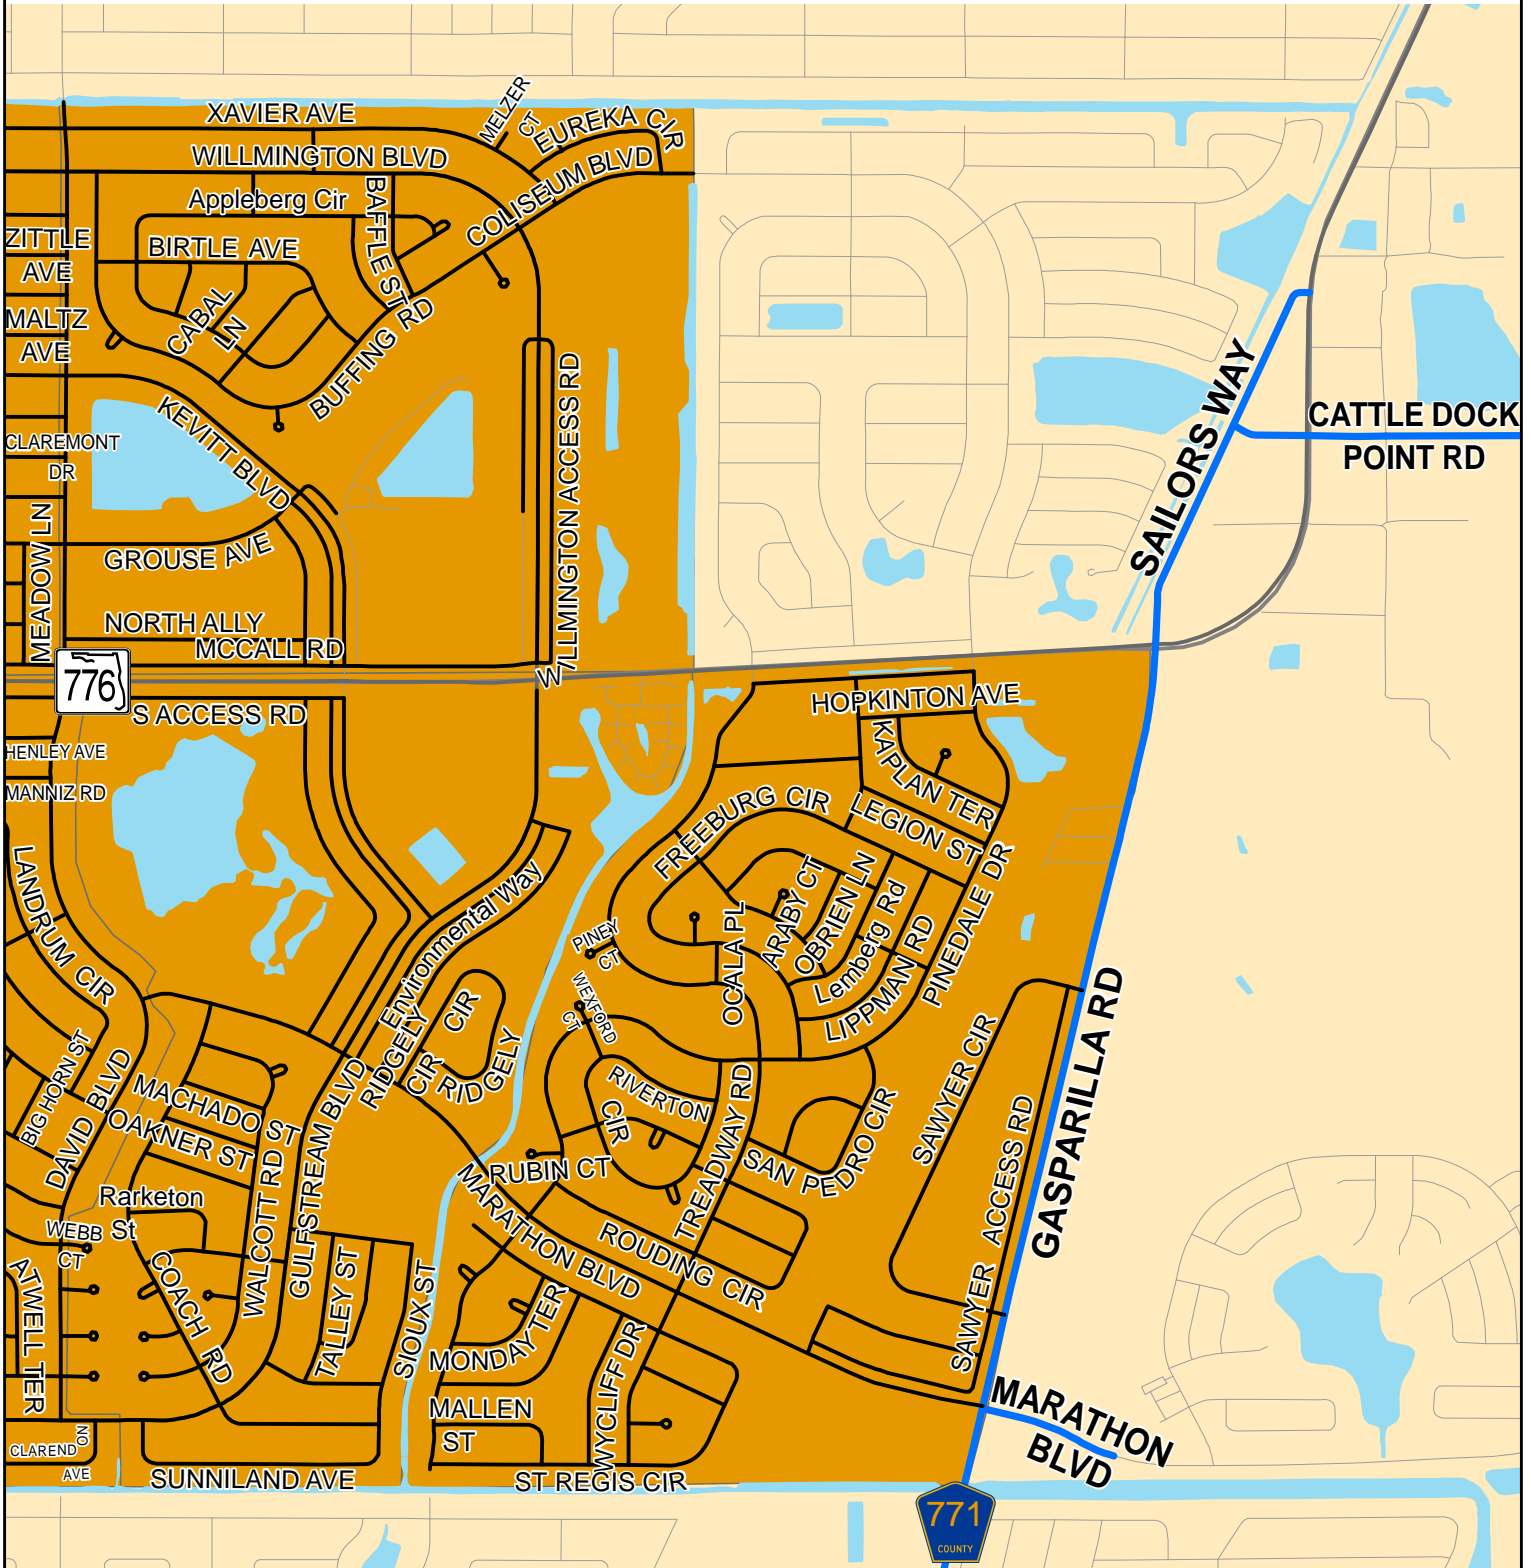 XAVIER AVE
MELZER
CT
EUREKA CIR
WILLMINGTON BLVD
COLISEUM BLVD
Appleberg Cir
BAFFLE ST
ZITTLE
AVE
BIRTLE AVE
MALTZ
AVE
CABAL
LN
BUFFING RD
SAILORS WAY
CATTLE DOCK
POINT RD
KEVITT BLVD
CLAREMONT
DR
WILLMINGTON ACCESS RD
MEADOW LN
GROUSE AVE
NORTH ALLY
MCCALL RD
776
S ACCESS RD
HOPKINTON AVE
HENLEY AVE
MANNIZ RD
KAPLAN TER
FREEBURG CIR
LEGION ST
LANDRUM CIR
Environmental Way
ARABY CT
OBRIEN LN
Lemberg Rd
LIPPMAN RD
PINEDALE DR
OCALA PL
PINEY
CT
WEXFORD
CT
RIDGELY
CIR
CIR
RIDGELY
GASPARILLA RD
SAWYER CIR
BIG HORN ST
DAVID BLVD
MACHADO ST
OAKNER ST
GULFSTREAM BLVD
WALCOTT RD
RIVERTON
CIR
TREADWAY RD
SAN PEDRO CIR
SAWYER ACCESS RD
RUBIN CT
MARATHON BLVD
ROUDING CIR
Rarketon
St
WEBB
CT
ATWELL TER
COACH RD
TALLEY ST
SIOUX ST
MONDAY TER
WYCLIFF DR
MALLEN
ST
MARATHON
BLVD
CLARENDON
AVE
SUNNILAND AVE
ST REGIS CIR
771
COUNTY